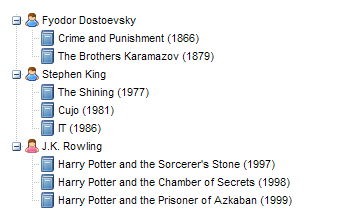 Fyodor Dostoevsky
Crime and Punishment (1866)
The Brothers Karamazov (1879)
Stephen King
The Shining (1977)
Cujo (1981)
IT (1986)
J.K. Rowling
Harry Potter and the Sorcerer's Stone (1997)
Harry Potter and the Chamber of Secrets (1998)
Harry Potter and the Prisoner of Azkaban (1999)